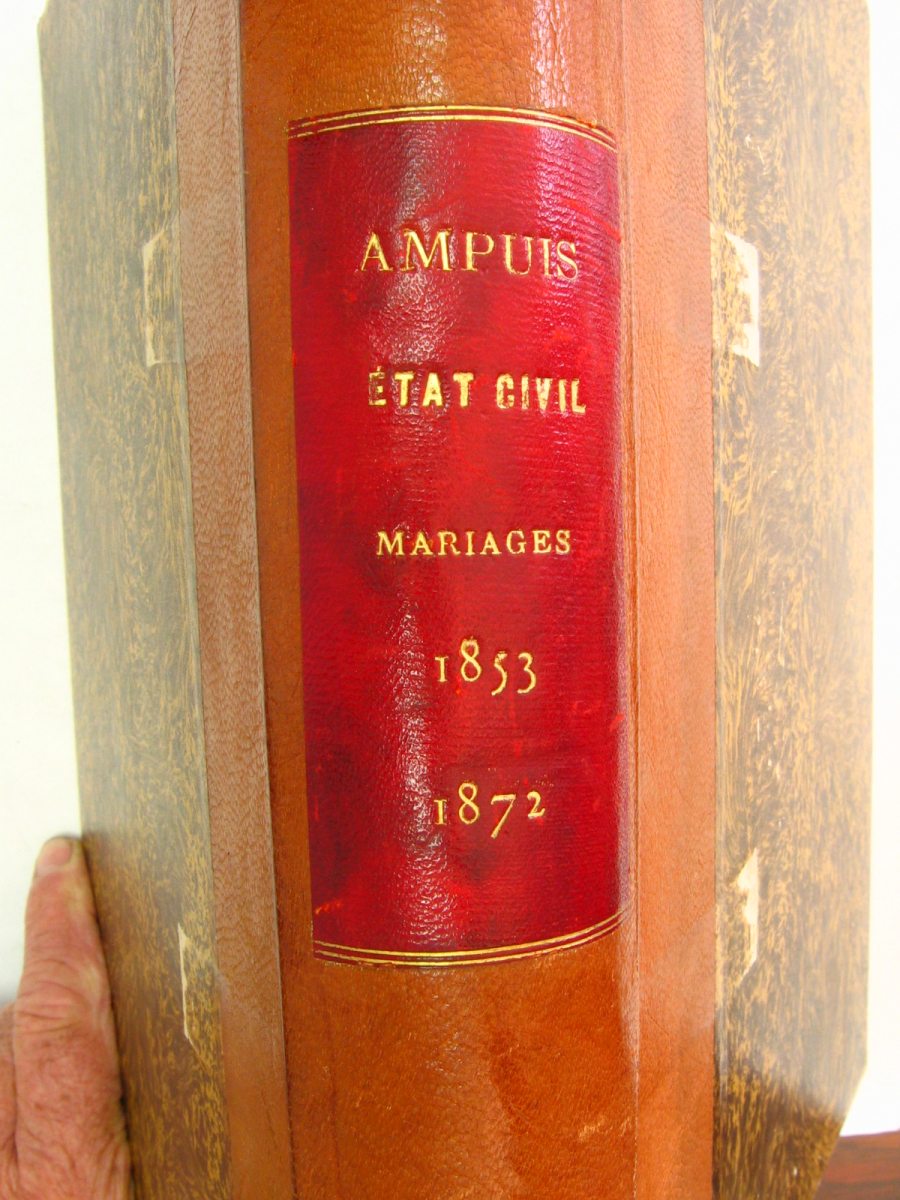 AMPUIS
ÉTAT CIVIL
MARIAGES
1853
1872